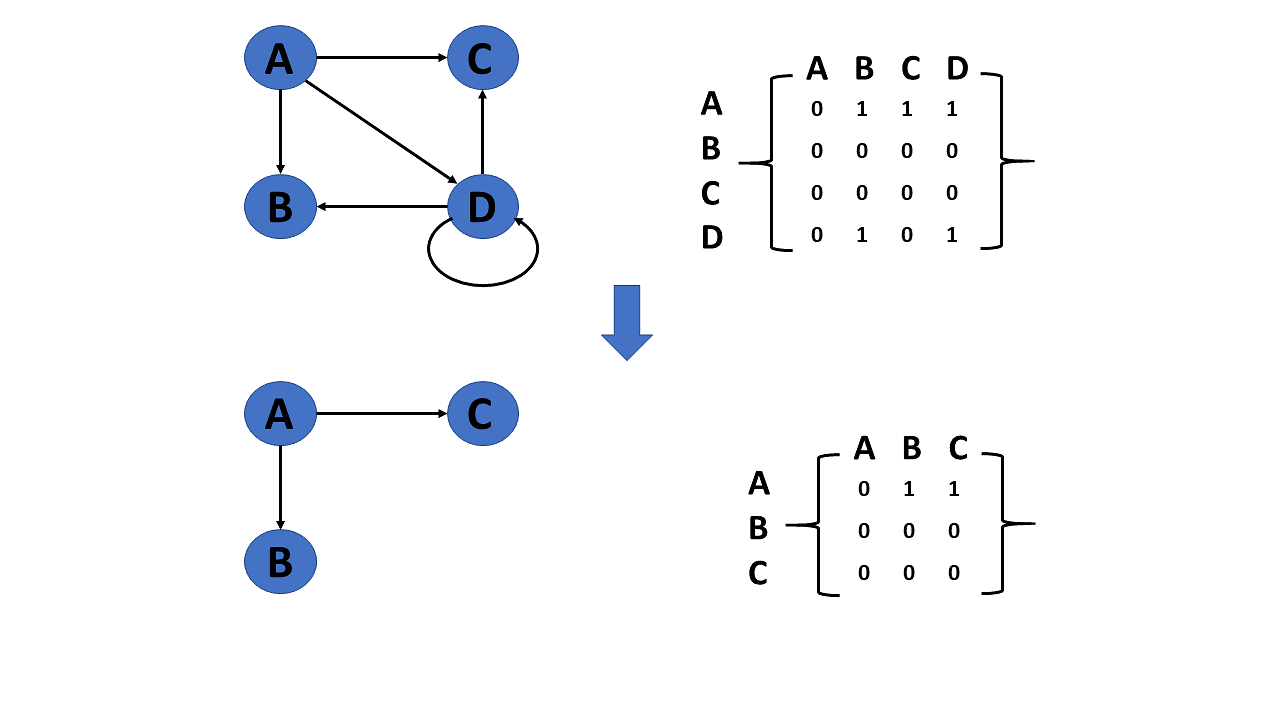 A C
B D
A B C D
A 0 1 1 1
B 0 0 0 0
C 0 0 0 0
D 0 1 0 1
A C
B
A B C
A 0 1 1
B 0 0 0
C 0 0 0